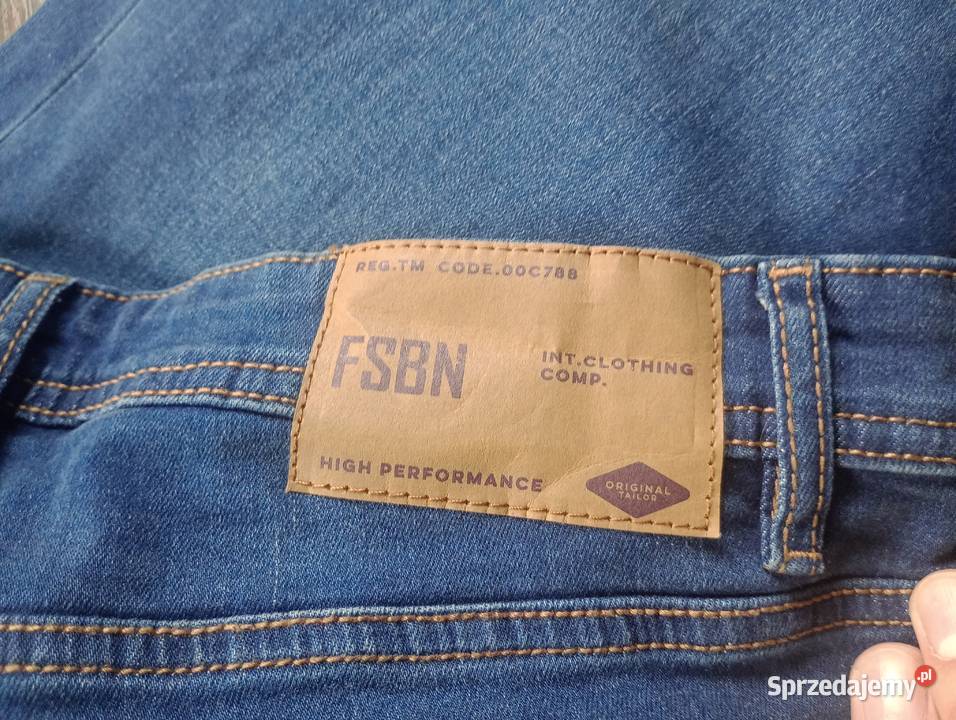 REG.TM CODE.00C788
FSBN
INT.CLOTHING
COMP.
HIGH PERFORMANCE
ORIGINAL
TAILOR
Sprzedajemy.pl